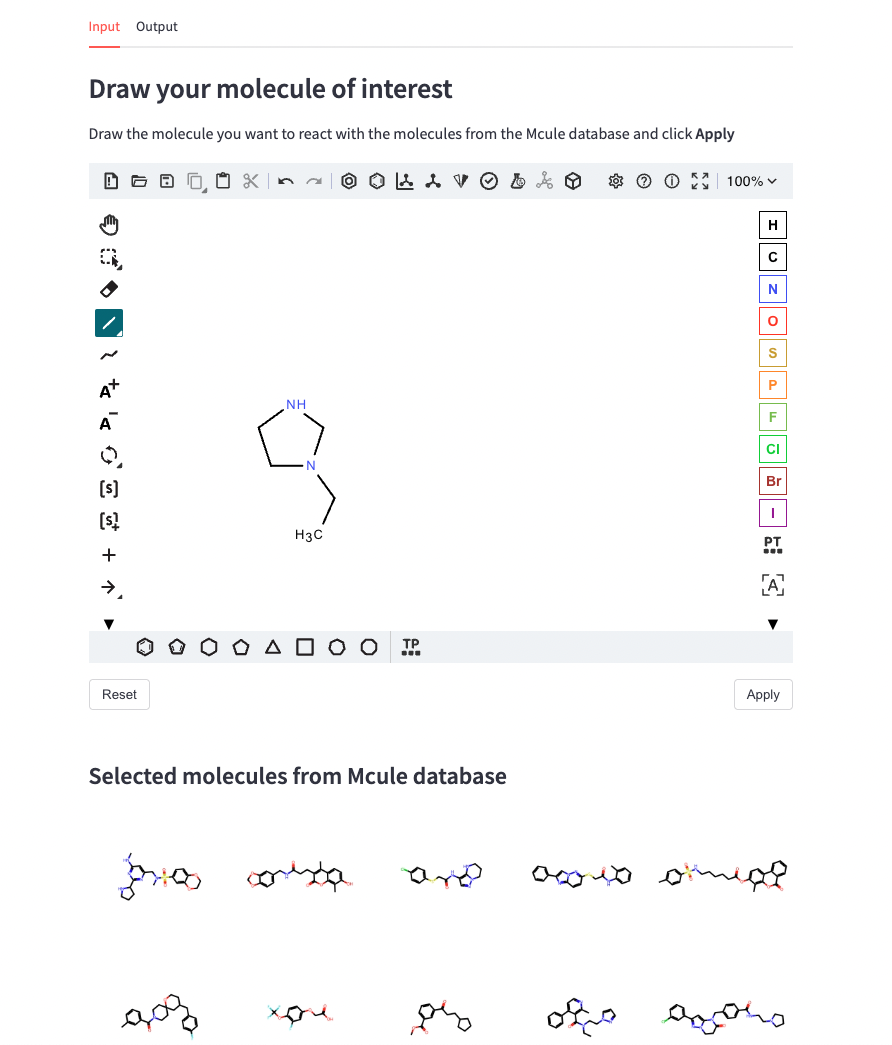 Input Output
Draw your molecule of interest
Draw the molecule you want to react with the molecules from the Mcule database and click Apply
100%
H
C
N
O
S
P
F
Cl
Br
I
PT
[A]
A+
A-
[s]
[s]
NH
N
H3C
TP
Reset Apply
Selected molecules from Mcule database